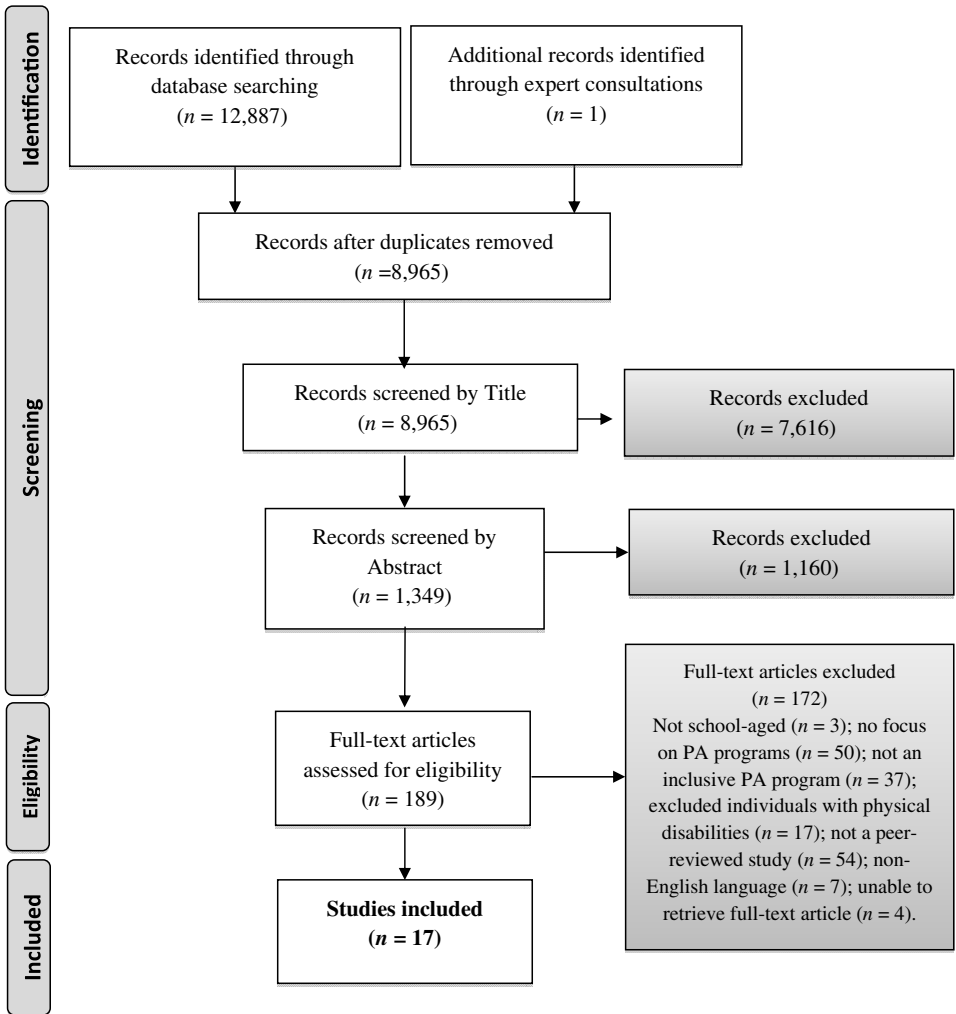 Identification
Records identified through
database searching
(n = 12,887)
Additional records identified
through expert consultations
(n = 1)
Screening
Records after duplicates removed
(n =8,965)
Records screened by Title
(n = 8,965)
Records excluded
(n = 7,616)
Records screened by
Abstract
(n = 1,349)
Records excluded
(n = 1,160)
Eligibility
Full-text articles
assessed for eligibility
(n = 189)
Full-text articles excluded
(n = 172)
Not school-aged (n = 3); no focus
on PA programs (n = 50); not an
inclusive PA program (n = 37);
excluded individuals with physical
disabilities (n = 17); not a peer-
reviewed study (n = 54); non-
English language (n = 7); unable to
retrieve full-text article (n = 4).
Included
Studies included
(n = 17)